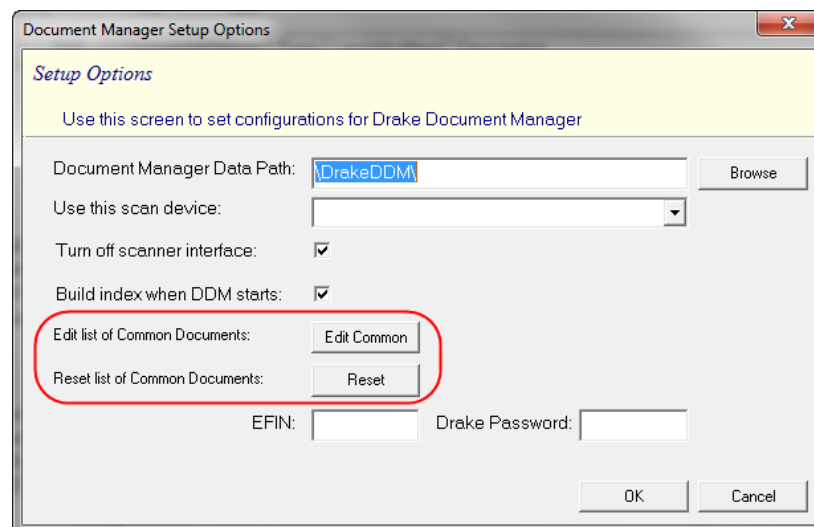 Document Manager Setup Options
Setup Options
Use this screen to set configurations for Drake Document Manager
Document Manager Data Path: \DrakeDDM\ Browse
Use this scan device:
Turn off scanner interface:
Build index when DDM starts:
Edit list of Common Documents: Edit Common
Reset list of Common Documents: Reset
EFIN: Drake Password:
OK Cancel